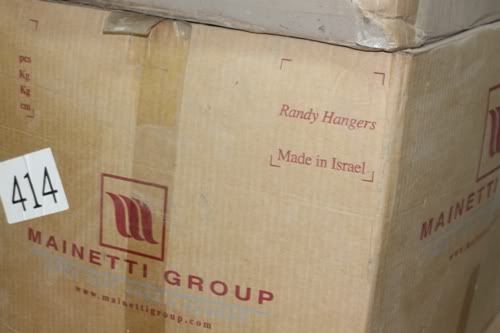 pcs
Kg
Kg
cm
Randy Hangers
Made in Israel
414
MAINETTI GROUP
www.mainettigroup.com
MAINETTI